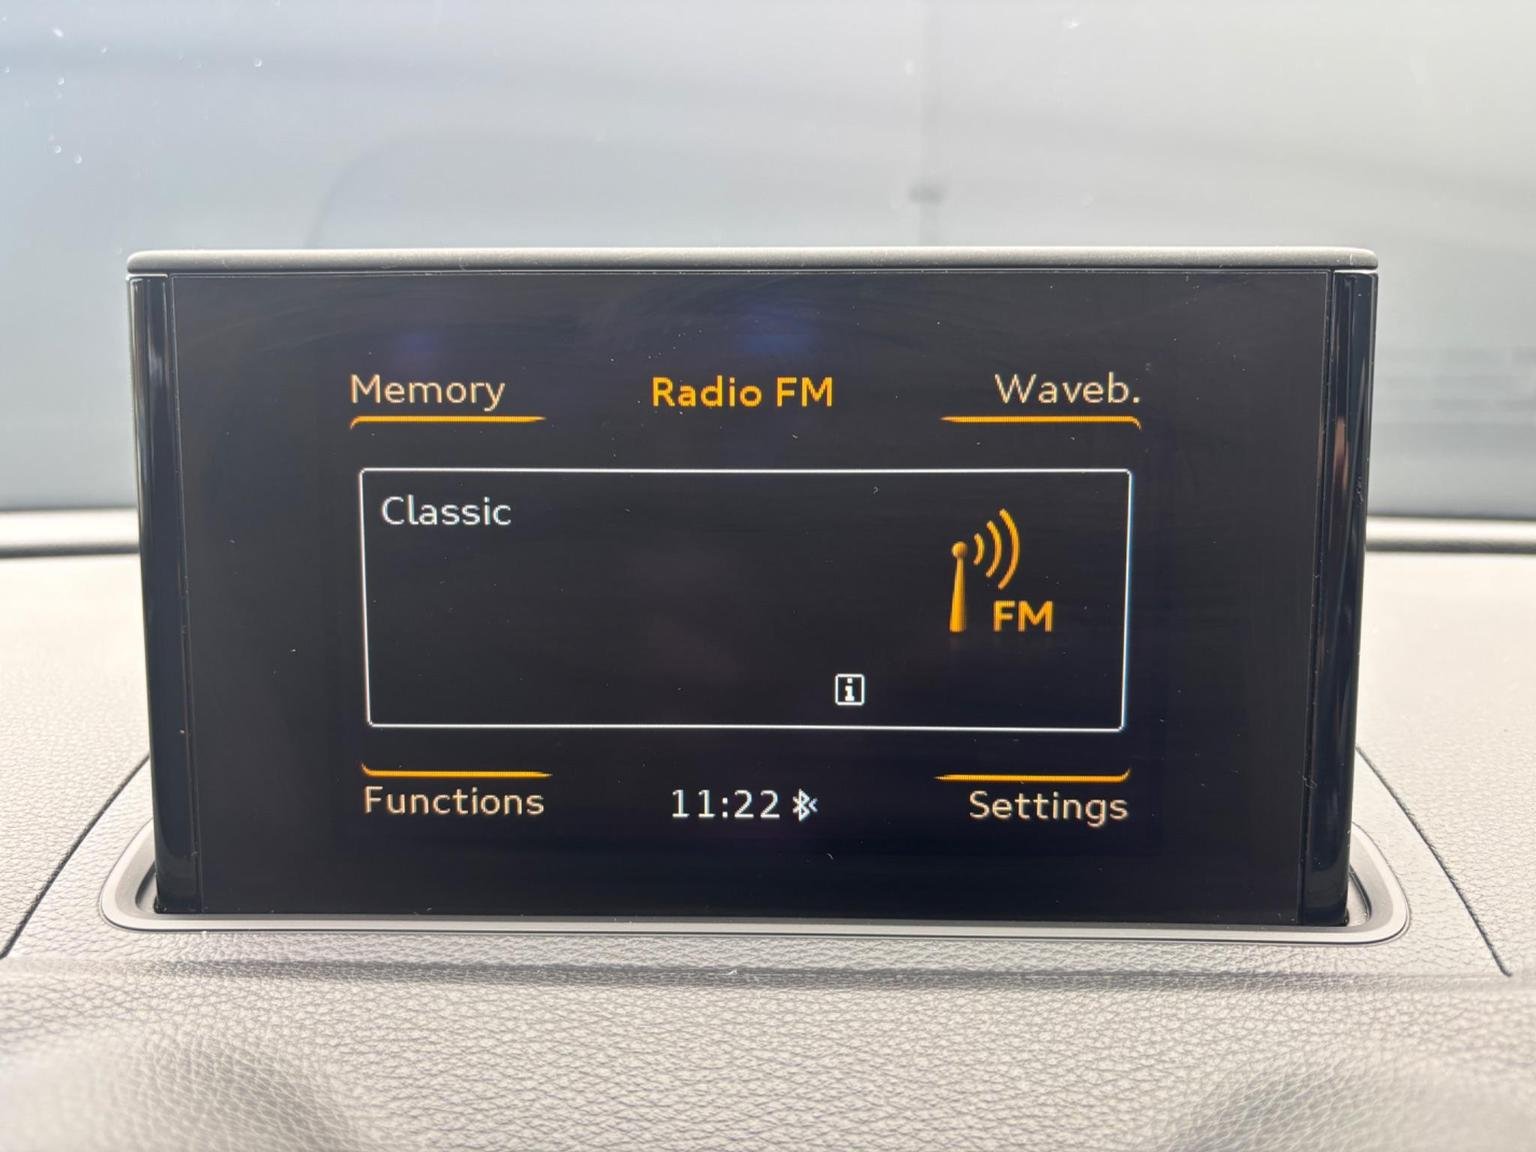 Memory
Radio FM
Waveb.
Classic
FM
i
Functions
11:22
Settings